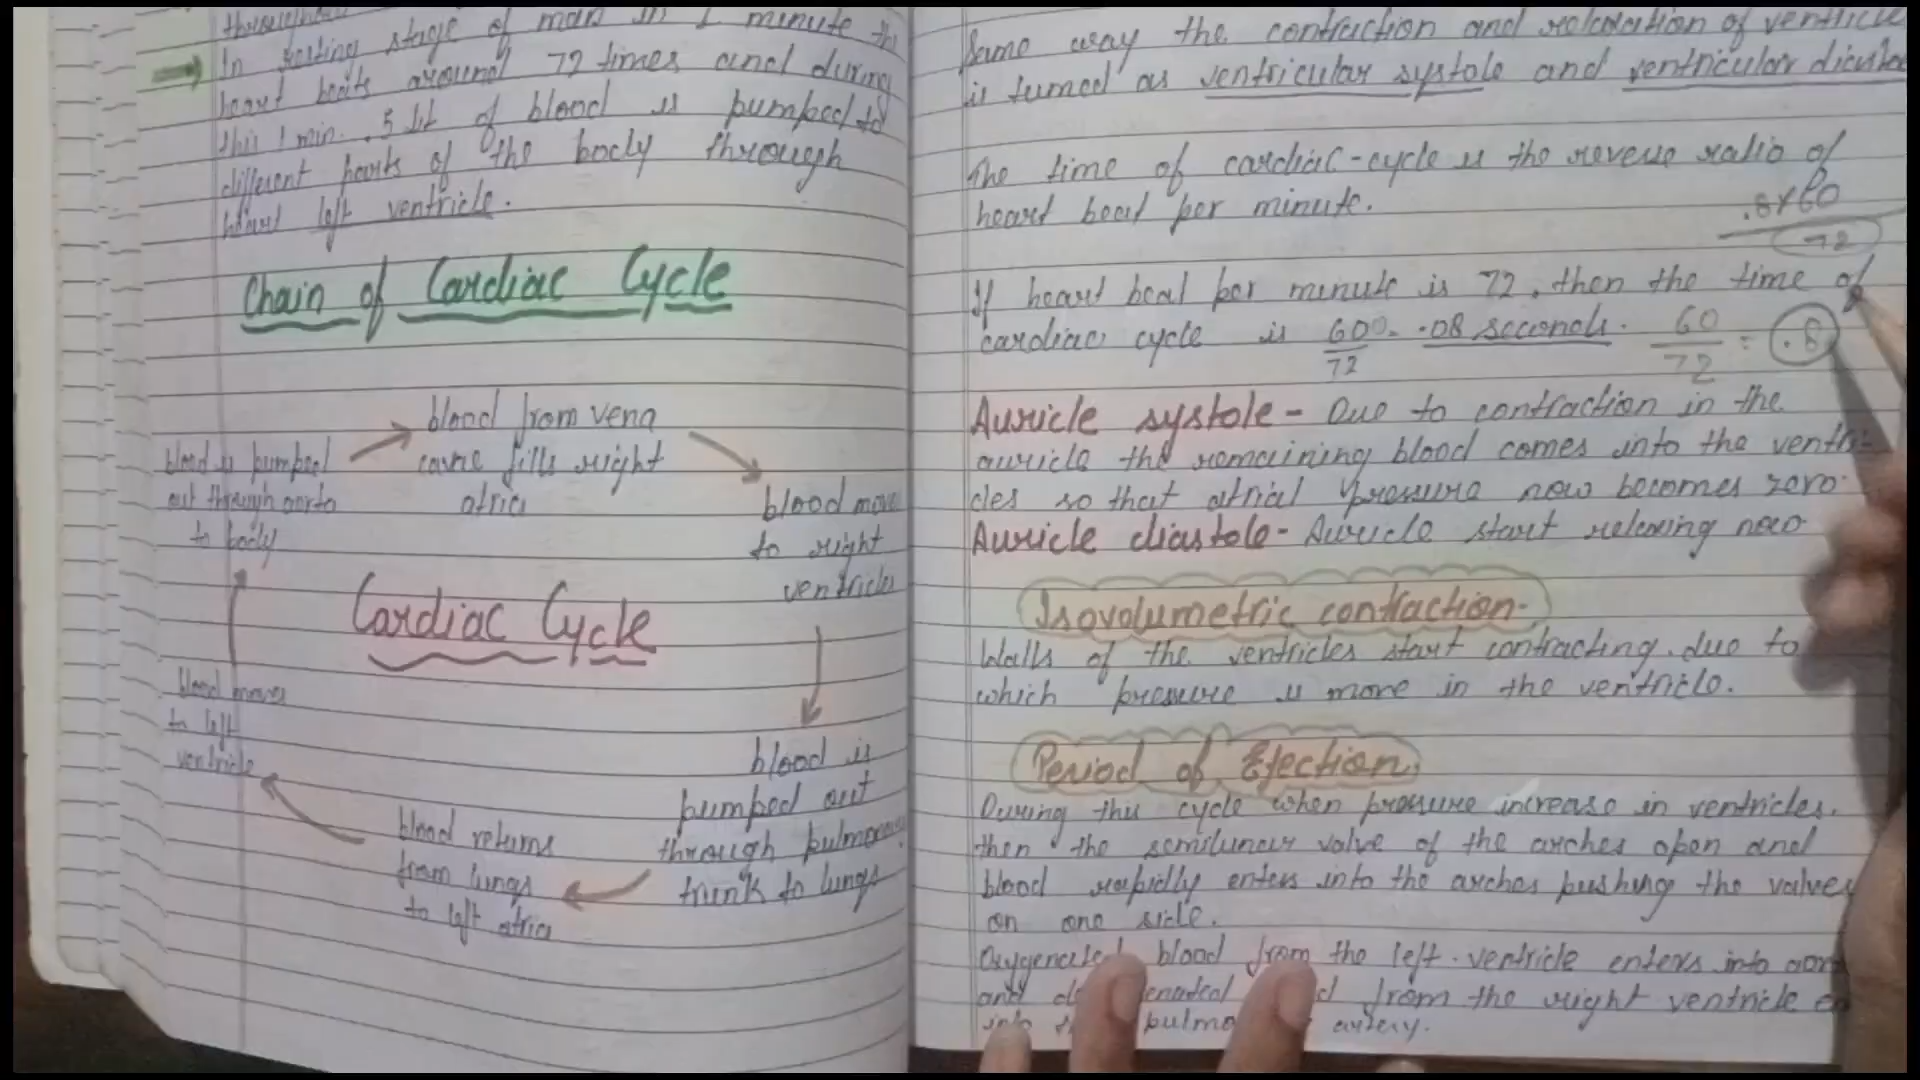 throughout
In resting stage of man in 1 minute the
heart beats around 72 times and during
this 1 min. .5 lit of blood is pumped to
different parts of the body through
heart left ventricle.
Chain of Cardiac Cycle
blood from vena
cavae fills right
atria
blood move
to right
ventricles
blood is
pumped out
through pulmonary
trunk to lungs
blood returns
from lungs
to left atria
blood moves
to left
ventricle
blood is pumped
out through aorta
to body
Cardiac Cycle
Same way the contraction and relaxation of ventricle
is turmed as ventricular systole and ventricular diastole
The time of cardiac-cycle is the reverse ratio of
heart beat per minute.
.8x60
72
If heart beat per minute is 72, then the time of
cardiac cycle is 60/72 = .08 seconds. 60/72 = .8
Auricle systole - Due to contraction in the
auricle the remaining blood comes into the ventri-
cles so that atrial pressure now becomes zero.
Auricle diastole - Auricle start relaxing now
Isovolumetric contraction-
Walls of the ventricles start contracting. due to
which pressure is more in the ventricle.
Period of Ejection.
During this cycle when pressure increase in ventricles.
then the semilunar valve of the arches open and
blood rapidly enters into the arches pushing the valves
on one side.
Oxygenated blood from the left ventricle enters into
and from the right ventricle
artery.